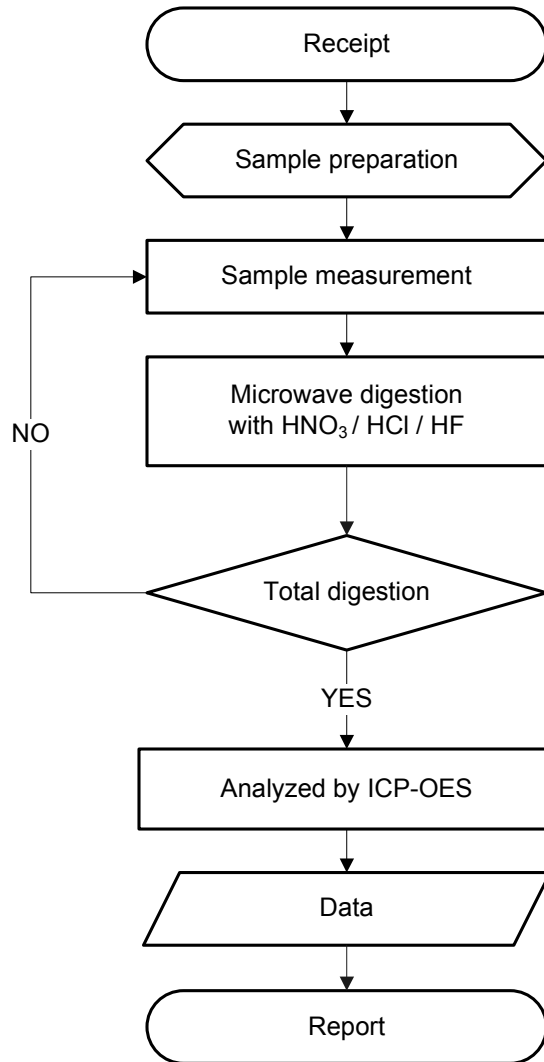 Receipt
Sample preparation
Sample measurement
Microwave digestion
with HNO₃ / HCl / HF
NO
Total digestion
YES
Analyzed by ICP-OES
Data
Report